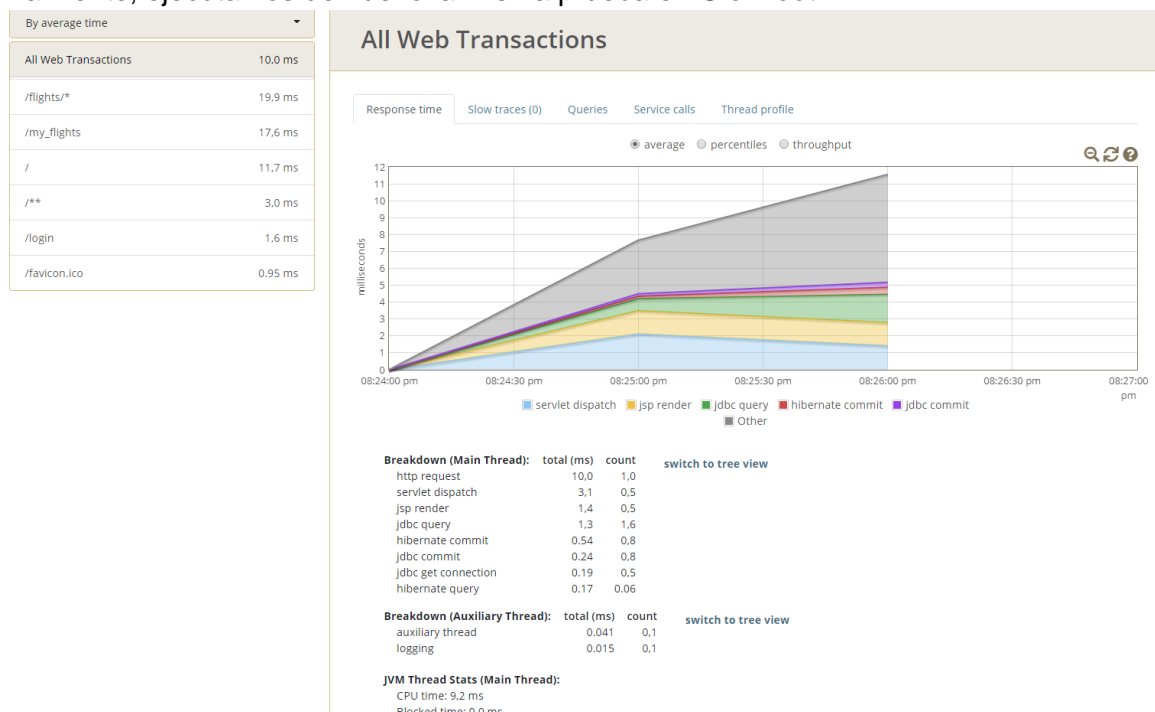 By average time
All Web Transactions 10,0 ms
/flights/* 19,9 ms
/my_flights 17,6 ms
/ 11,7 ms
/** 3,0 ms
/login 1,6 ms
/favicon.ico 0.95 ms
All Web Transactions
Response time Slow traces (0) Queries Service calls Thread profile
average percentiles throughput
12
11
10
9
8
7
6
5
4
3
2
1
0
milliseconds
08:24:00 pm 08:24:30 pm 08:25:00 pm 08:25:30 pm 08:26:00 pm 08:26:30 pm 08:27:00
pm
servlet dispatch jsp render jdbc query hibernate commit jdbc commit
Other
Breakdown (Main Thread): total (ms) count switch to tree view
http request 10,0 1,0
servlet dispatch 3,1 0,5
jsp render 1,4 0,5
jdbc query 1,3 1,6
hibernate commit 0.54 0,8
jdbc commit 0.24 0,8
jdbc get connection 0.19 0,5
hibernate query 0.17 0.06
Breakdown (Auxiliary Thread): total (ms) count switch to tree view
auxiliary thread 0.041 0,1
logging 0.015 0,1
JVM Thread Stats (Main Thread):
CPU time: 9,2 ms
Blocked time: 0,0 ms